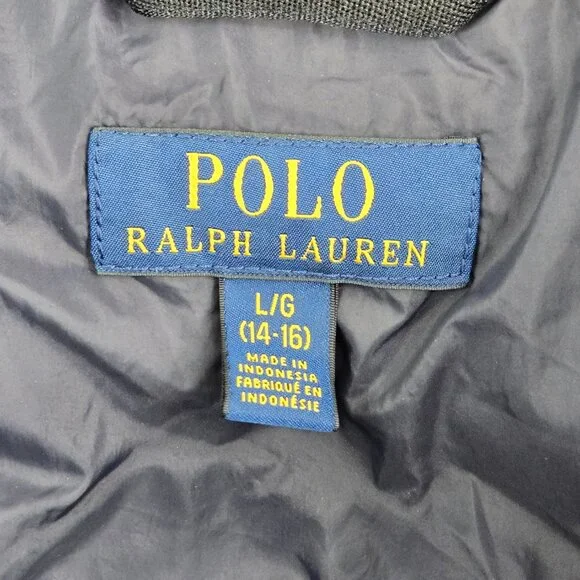 POLO
RALPH LAUREN
L/G
(14-16)
MADE IN
INDONESIA
FABRIQUÉ EN
INDONÉSIE